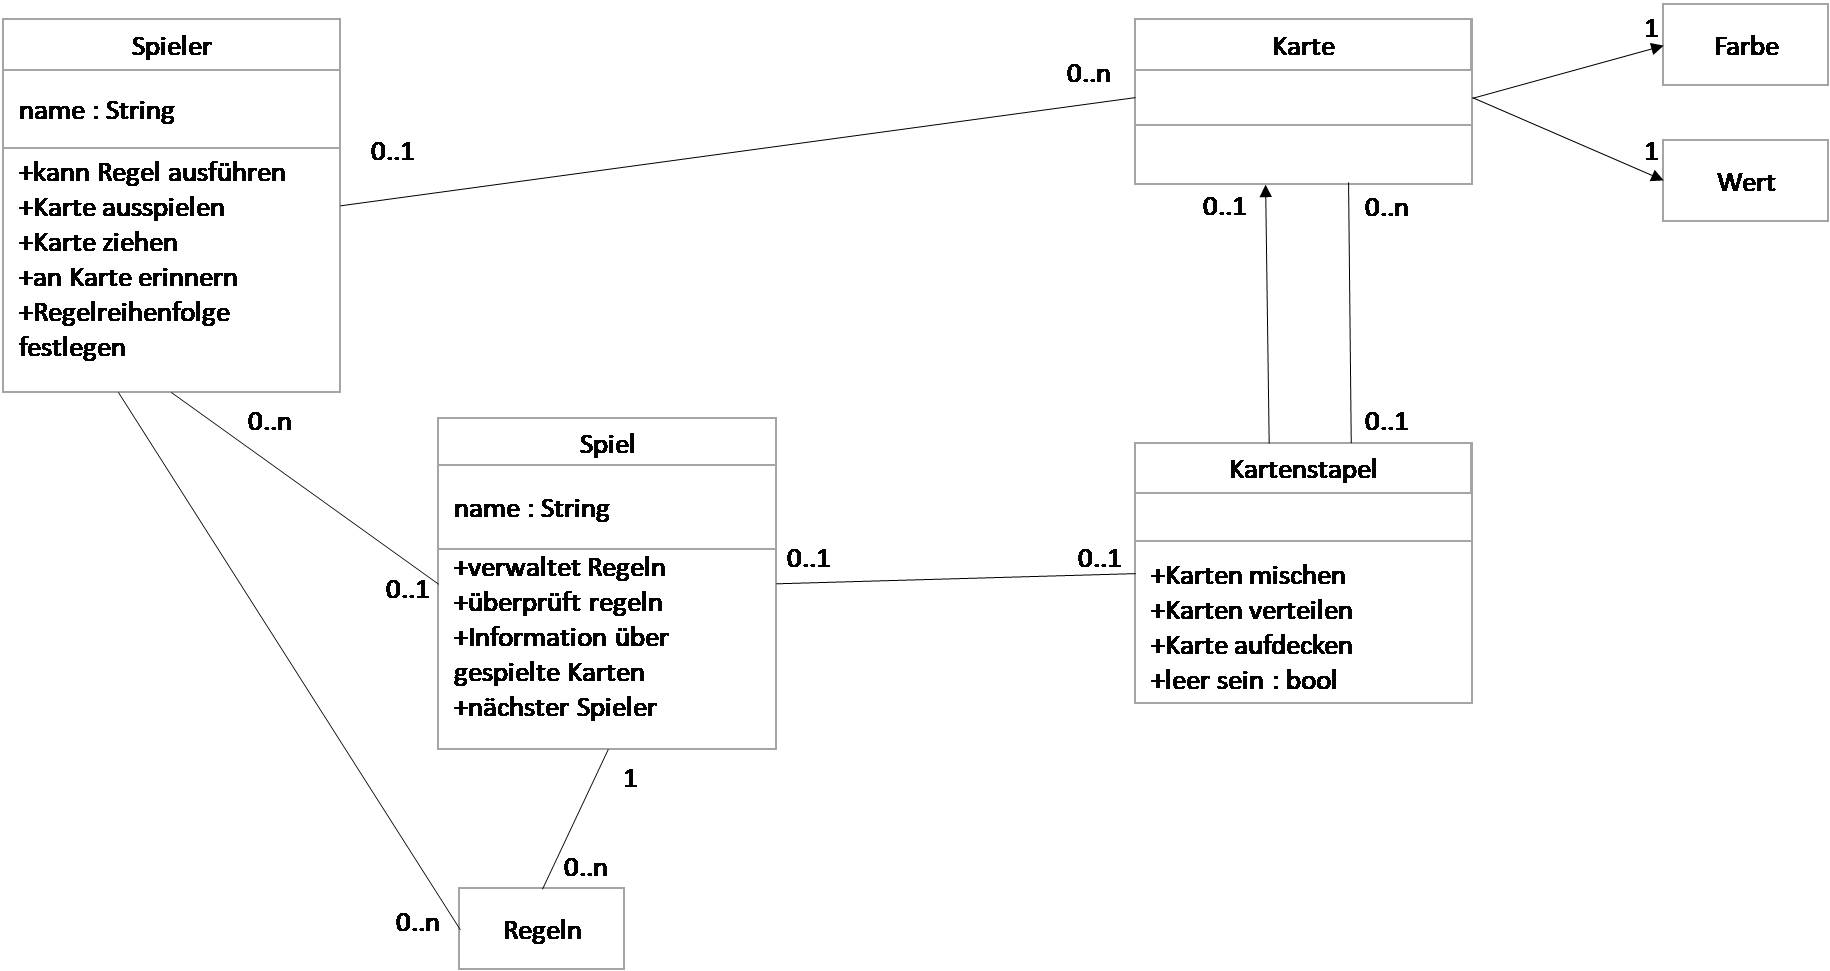 Spieler
name : String
+kann Regel ausführen
+Karte ausspielen
+Karte ziehen
+an Karte erinnern
+Regelreihenfolge
festlegen
0..1
0..n
Karte
1
Farbe
1
Wert
0..1
0..n
0..n
0..1
Spiel
name : String
+verwaltet Regeln
+überprüft regeln
+Information über
gespielte Karten
+nächster Spieler
0..1
0..1
0..1
Kartenstapel
+Karten mischen
+Karten verteilen
+Karte aufdecken
+leer sein : bool
1
0..n
0..n
Regeln